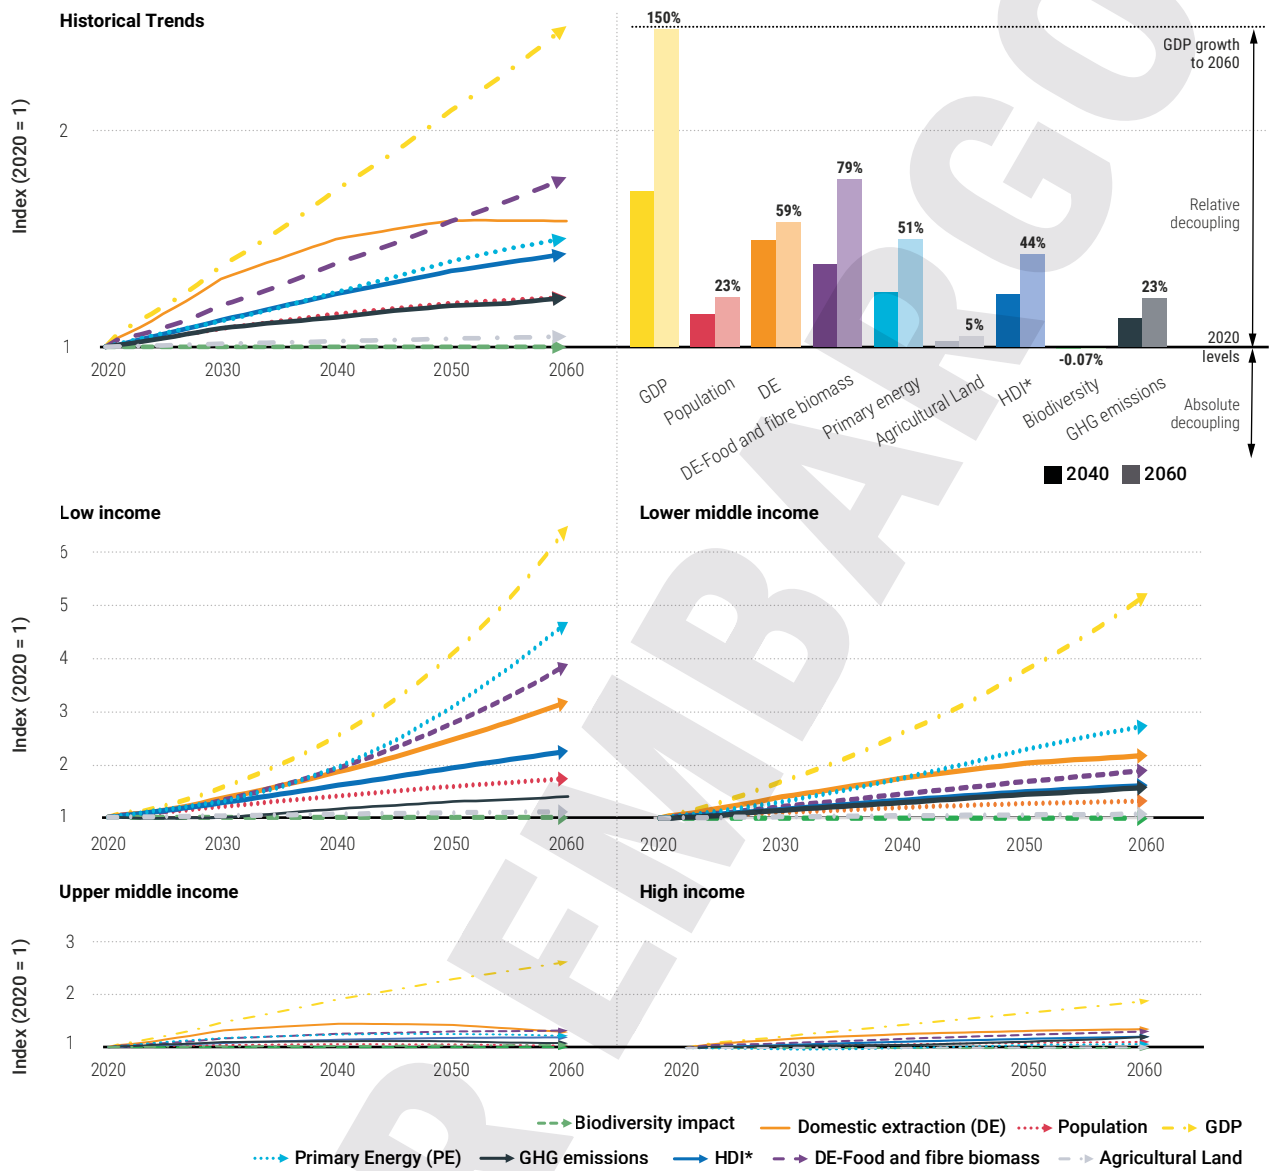 Historical Trends
Index (2020 = 1)
2
1
2020 2030 2040 2050 2060
150%
23%
59%
79%
51%
5%
44%
-0.07%
23%
GDP growth
to 2060
Relative
decoupling
2020
levels
Absolute
decoupling
GDP
Population
DE
DE-Food and fibre biomass
Primary energy
Agricultural Land
HDI*
Biodiversity
GHG emissions
2040 2060
Low income
Index (2020 = 1)
6
5
4
3
2
1
2020 2030 2040 2050 2060
Lower middle income
2020 2030 2040 2050 2060
Upper middle income
Index (2020 = 1)
3
2
1
2020 2030 2040 2050 2060
High income
2020 2030 2040 2050 2060
Biodiversity impact Domestic extraction (DE) Population GDP
Primary Energy (PE) GHG emissions HDI* DE-Food and fibre biomass Agricultural Land
R EMBARGO